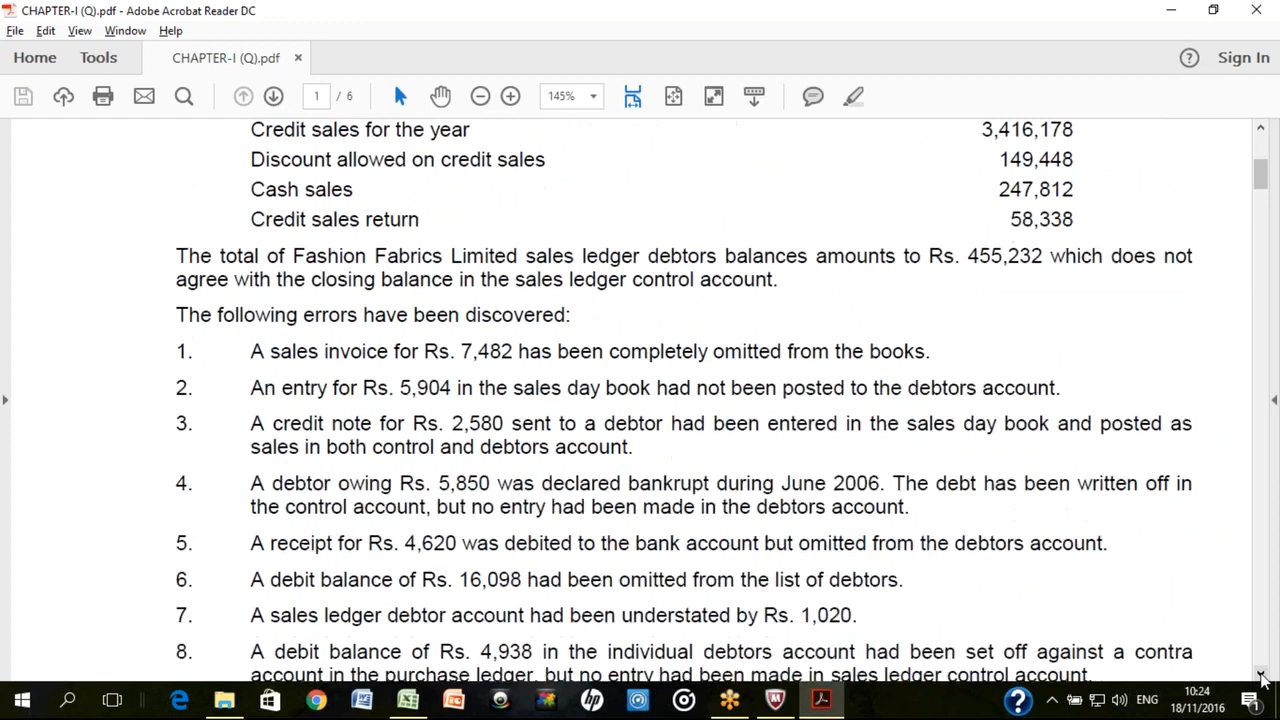 CHAPTER-I (Q).pdf - Adobe Acrobat Reader DC
File Edit View Window Help
Home Tools CHAPTER-I (Q).pdf × Sign In
1 / 6 145%
Credit sales for the year 3,416,178
Discount allowed on credit sales 149,448
Cash sales 247,812
Credit sales return 58,338
The total of Fashion Fabrics Limited sales ledger debtors balances amounts to Rs. 455,232 which does not
agree with the closing balance in the sales ledger control account.
The following errors have been discovered:
1. A sales invoice for Rs. 7,482 has been completely omitted from the books.
2. An entry for Rs. 5,904 in the sales day book had not been posted to the debtors account.
3. A credit note for Rs. 2,580 sent to a debtor had been entered in the sales day book and posted as
sales in both control and debtors account.
4. A debtor owing Rs. 5,850 was declared bankrupt during June 2006. The debt has been written off in
the control account, but no entry had been made in the debtors account.
5. A receipt for Rs. 4,620 was debited to the bank account but omitted from the debtors account.
6. A debit balance of Rs. 16,098 had been omitted from the list of debtors.
7. A sales ledger debtor account had been understated by Rs. 1,020.
8. A debit balance of Rs. 4,938 in the individual debtors account had been set off against a contra
account in the purchase ledger, but no entry had been made in sales ledger control account.
ENG 10:24
18/11/2016